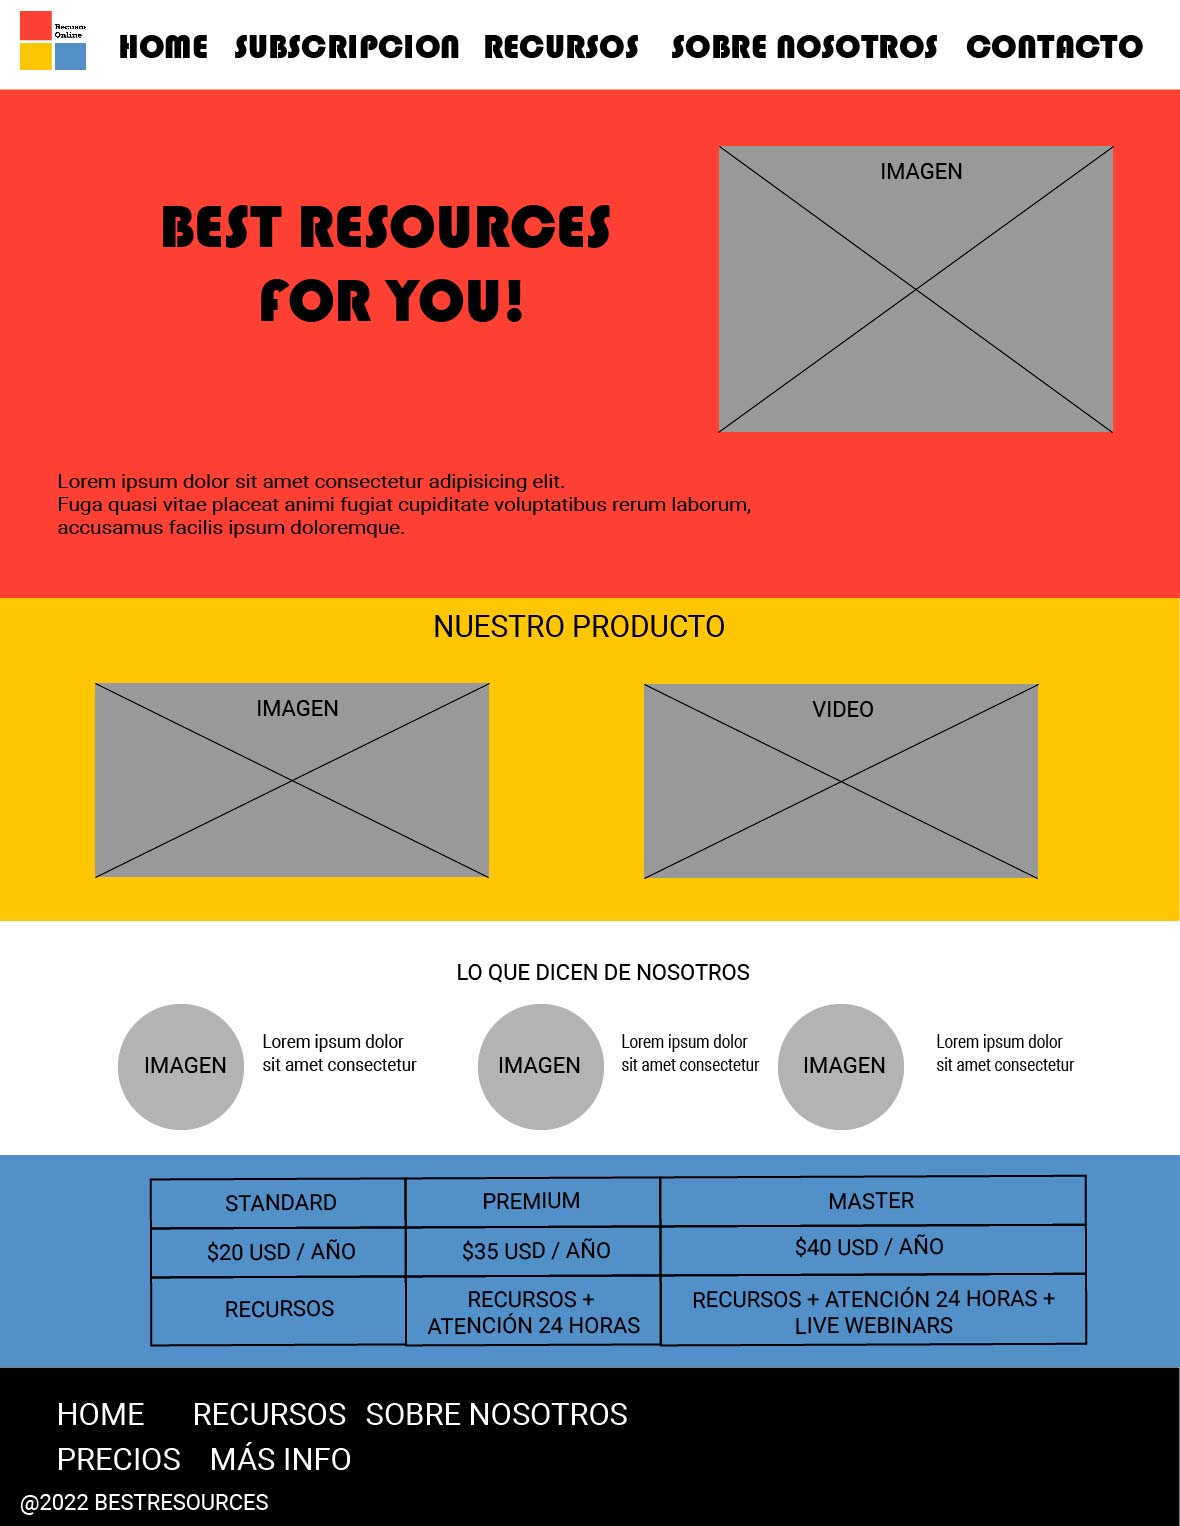 Recursos
Online
HOME SUBSCRIPCION RECURSOS SOBRE NOSOTROS CONTACTO
BEST RESOURCES
FOR YOU!
IMAGEN
Lorem ipsum dolor sit amet consectetur adipisicing elit.
Fuga quasi vitae placeat animi fugiat cupiditate voluptatibus rerum laborum,
accusamus facilis ipsum doloremque.
NUESTRO PRODUCTO
IMAGEN
VIDEO
LO QUE DICEN DE NOSOTROS
IMAGEN
Lorem ipsum dolor
sit amet consectetur
IMAGEN
Lorem ipsum dolor
sit amet consectetur
IMAGEN
Lorem ipsum dolor
sit amet consectetur
STANDARD PREMIUM MASTER
$20 USD / AÑO $35 USD / AÑO $40 USD / AÑO
RECURSOS
RECURSOS +
ATENCIÓN 24 HORAS
RECURSOS + ATENCIÓN 24 HORAS +
LIVE WEBINARS
HOME RECURSOS SOBRE NOSOTROS
PRECIOS MÁS INFO
@2022 BESTRESOURCES